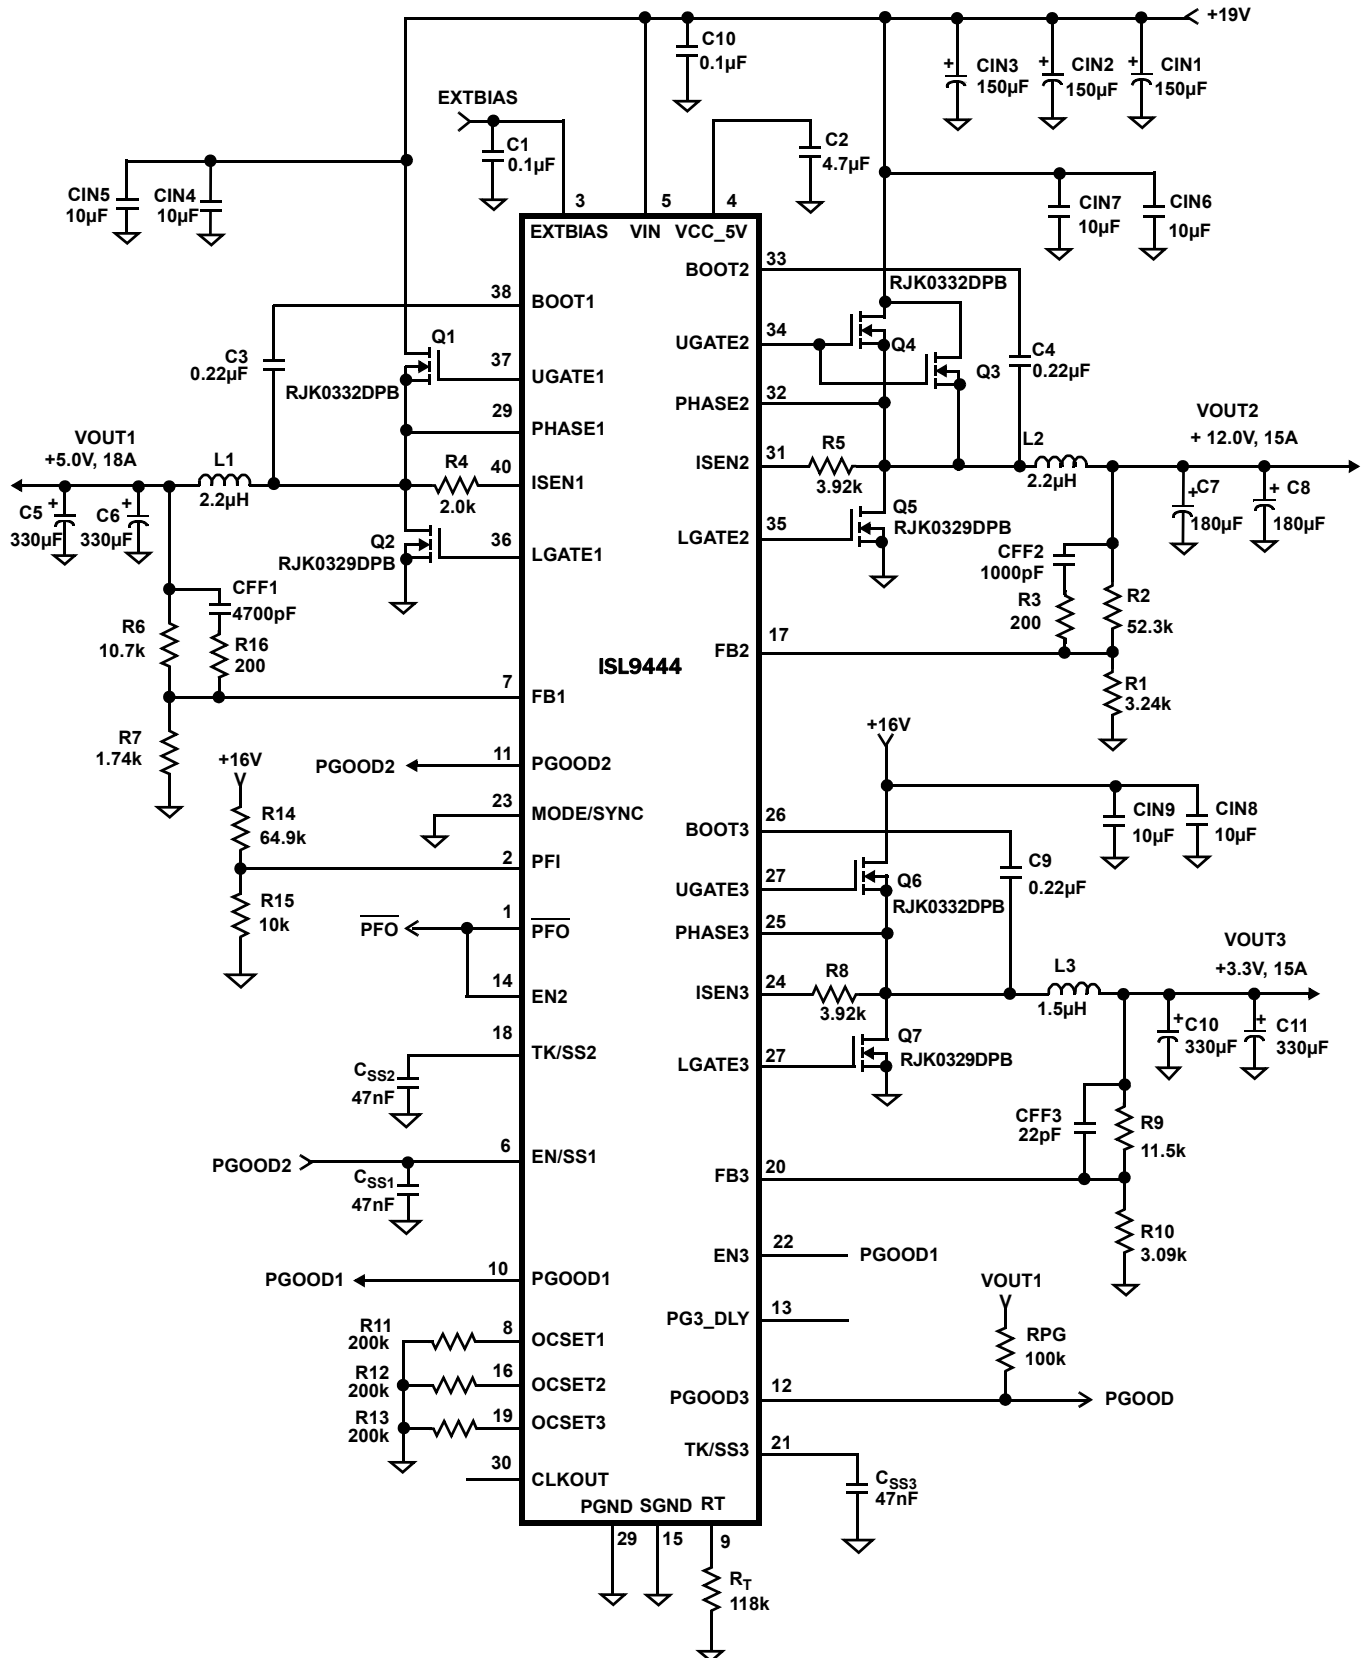 +19V
C10
0.1µF
CIN3
150µF
CIN2
150µF
CIN1
150µF
EXTBIAS
C1
0.1µF
C2
4.7µF
CIN5
10µF
CIN4
10µF
CIN7
10µF
CIN6
10µF
3
5
4
EXTBIAS
VIN
VCC_5V
38
BOOT1
BOOT2
33
RJK0332DPB
C3
0.22µF
Q1
RJK0332DPB
37
UGATE1
UGATE2
34
Q4
Q3
C4
0.22µF
29
PHASE1
PHASE2
32
VOUT1
+5.0V, 18A
L1
2.2µH
R4
2.0k
40
ISEN1
ISEN2
31
R5
3.92k
L2
2.2µH
VOUT2
+ 12.0V, 15A
+
C5
330µF
+
C6
330µF
Q2
RJK0329DPB
36
LGATE1
LGATE2
35
Q5
RJK0329DPB
+
C7
180µF
+
C8
180µF
CFF1
4700pF
R6
10.7k
R16
200
CFF2
1000pF
R3
200
R2
52.3k
ISL9444
7
FB1
FB2
17
R1
3.24k
R7
1.74k
+16V
R14
64.9k
PGOOD2
11
PGOOD2
23
MODE/SYNC
2
PFI
R15
10k
+16V
CIN9
10µF
CIN8
10µF
BOOT3
26
C9
0.22µF
UGATE3
27
Q6
RJK0332DPB
PFO
1
PFO
PHASE3
25
14
EN2
ISEN3
24
R8
3.92k
L3
1.5µH
VOUT3
+3.3V, 15A
+
C10
330µF
+
C11
330µF
18
TK/SS2
CSS2
47nF
LGATE3
27
Q7
RJK0329DPB
CFF3
22pF
R9
11.5k
PGOOD2
6
EN/SS1
CSS1
47nF
FB3
20
R10
3.09k
EN3
22
PGOOD1
PGOOD1
10
PGOOD1
VOUT1
PG3_DLY
13
RPG
100k
R11
200k
8
OCSET1
R12
200k
16
OCSET2
PGOOD3
12
PGOOD
R13
200k
19
OCSET3
TK/SS3
21
30
CLKOUT
CSS3
47nF
PGND
SGND
RT
29
15
9
RT
118k